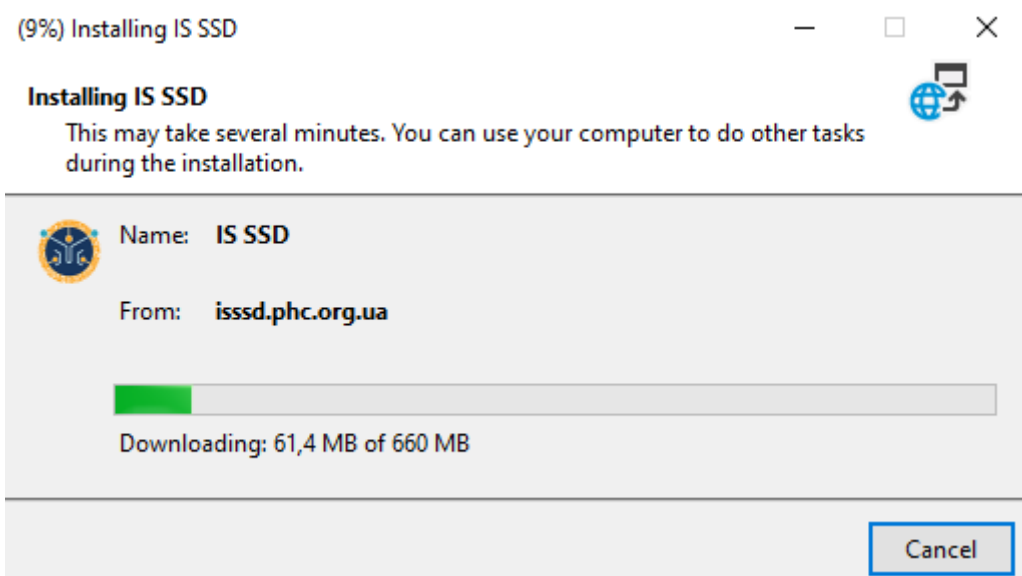 (9%) Installing IS SSD
Installing IS SSD
This may take several minutes. You can use your computer to do other tasks
during the installation.
Name: IS SSD
From: isssd.phc.org.ua
Downloading: 61,4 MB of 660 MB
Cancel